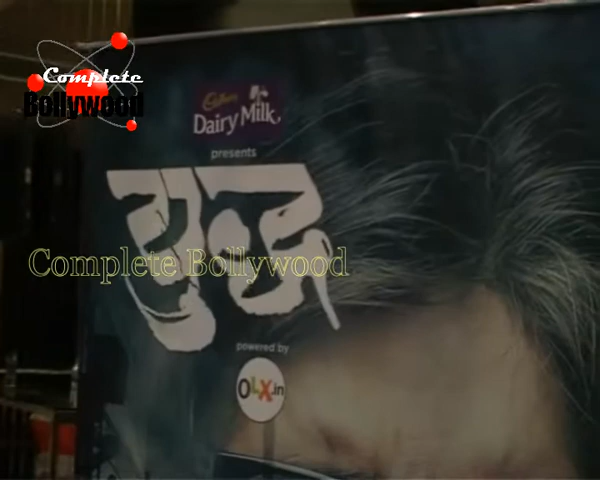 Complete
Bollywood
Cadbury
Dairy Milk
presents
युद्ध
Complete Bollywood
powered by
OLX.in